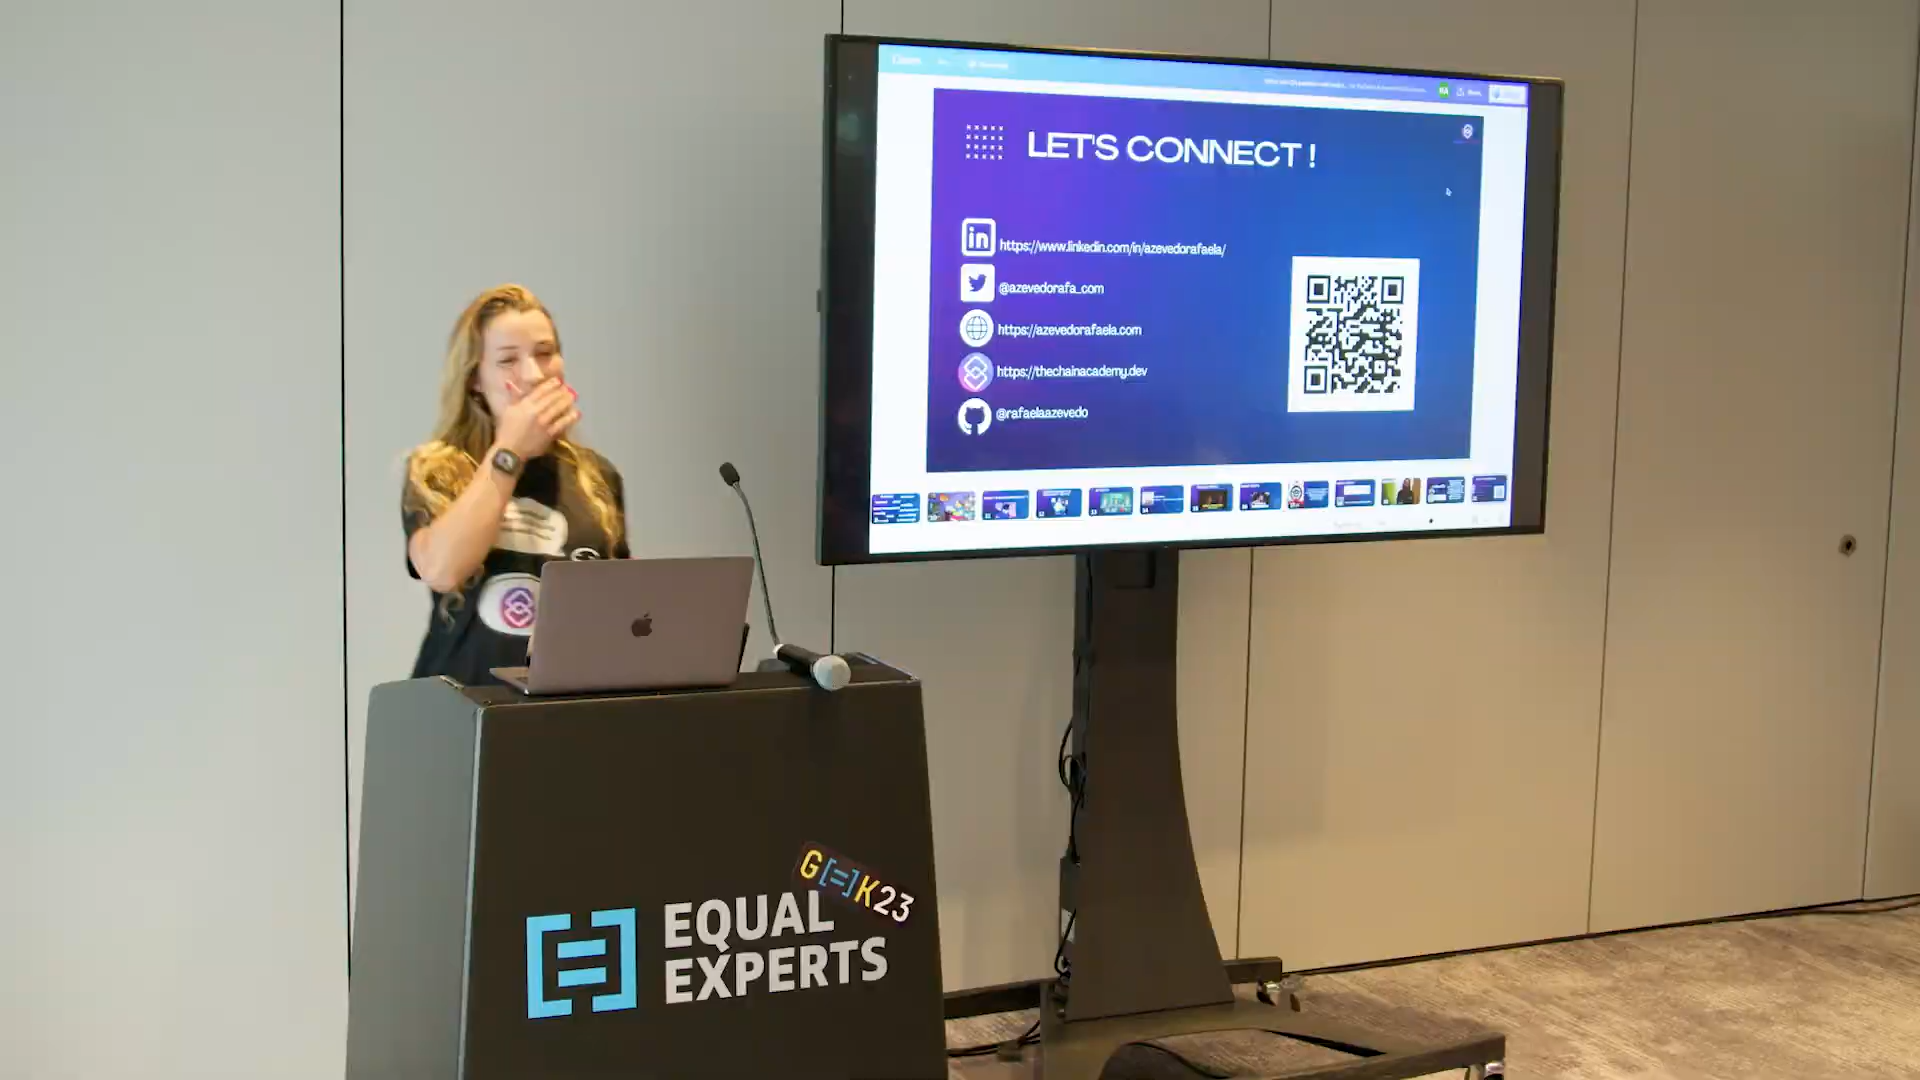 LET'S CONNECT !
https://www.linkedin.com/in/azevedorafaela/
@azevedorafa_com
https://azevedorafaela.com
https://thechainacademy.dev
@rafaelaazevedo
G[=]K23
EQUAL
EXPERTS